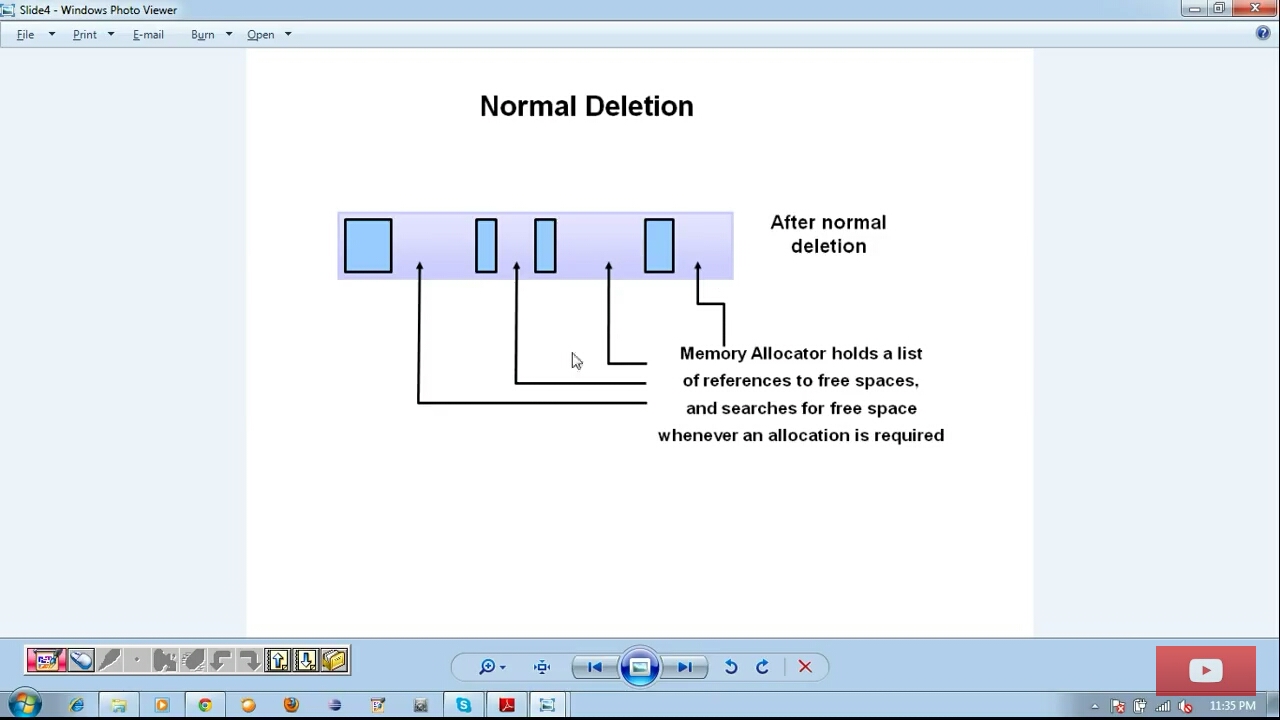 Slide4 - Windows Photo Viewer
File Print E-mail Burn Open
Normal Deletion
After normal
deletion
Memory Allocator holds a list
of references to free spaces,
and searches for free space
whenever an allocation is required
11:35 PM